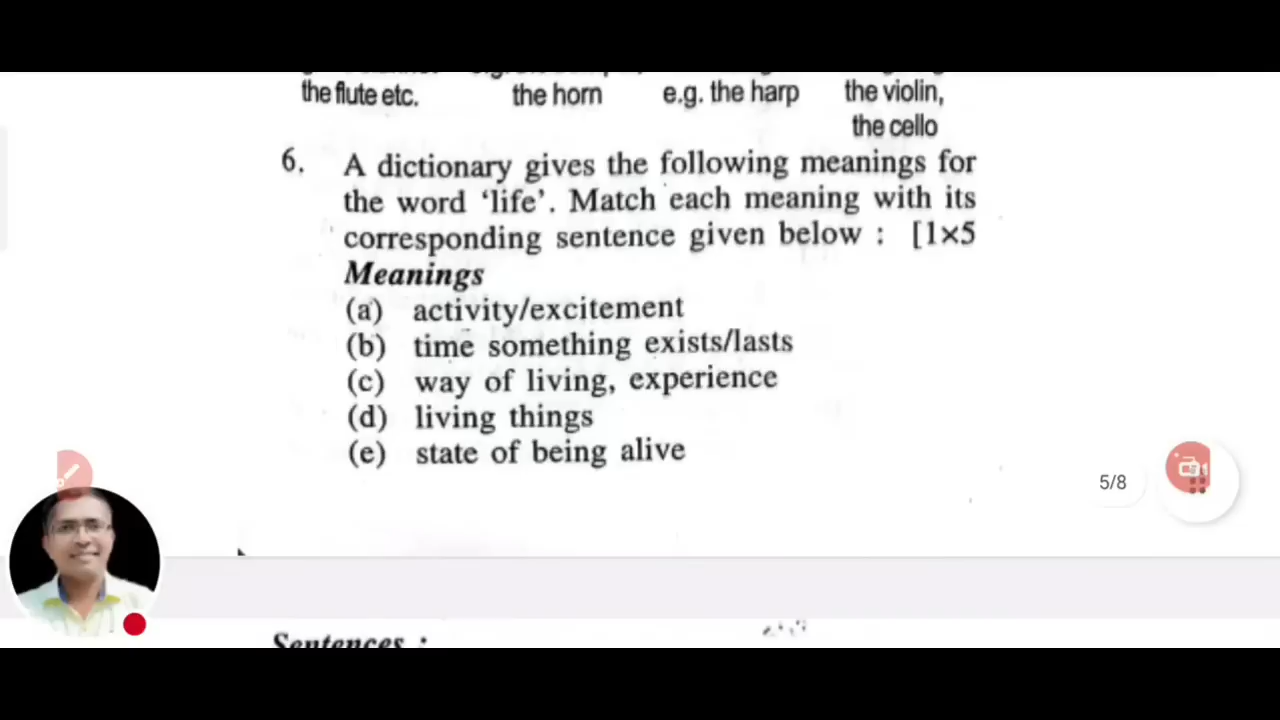 the flute etc. the horn e.g. the harp the violin,
the cello
6. A dictionary gives the following meanings for
the word ‘life’. Match each meaning with its
corresponding sentence given below : [1×5
Meanings
(a) activity/excitement
(b) time something exists/lasts
(c) way of living, experience
(d) living things
(e) state of being alive
5/8
Sentences :